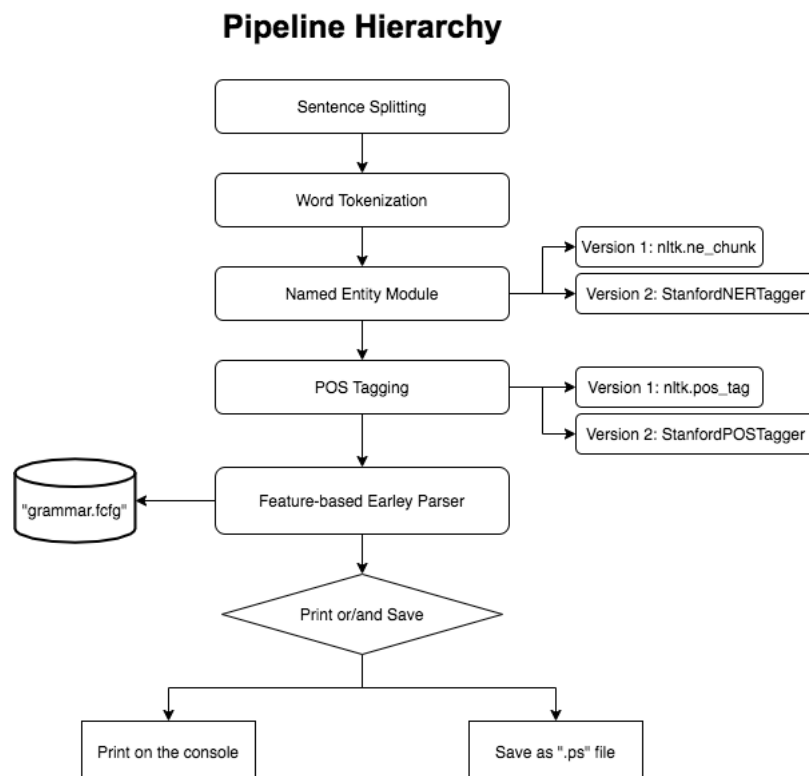 Pipeline Hierarchy
Sentence Splitting
Word Tokenization
Named Entity Module
Version 1: nltk.ne_chunk
Version 2: StanfordNERTagger
POS Tagging
Version 1: nltk.pos_tag
Version 2: StanfordPOSTagger
Feature-based Earley Parser
"grammar.fcfg"
Print or/and Save
Print on the console
Save as ".ps" file